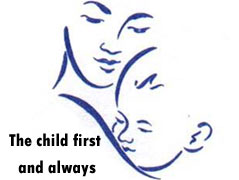 The child first
and always